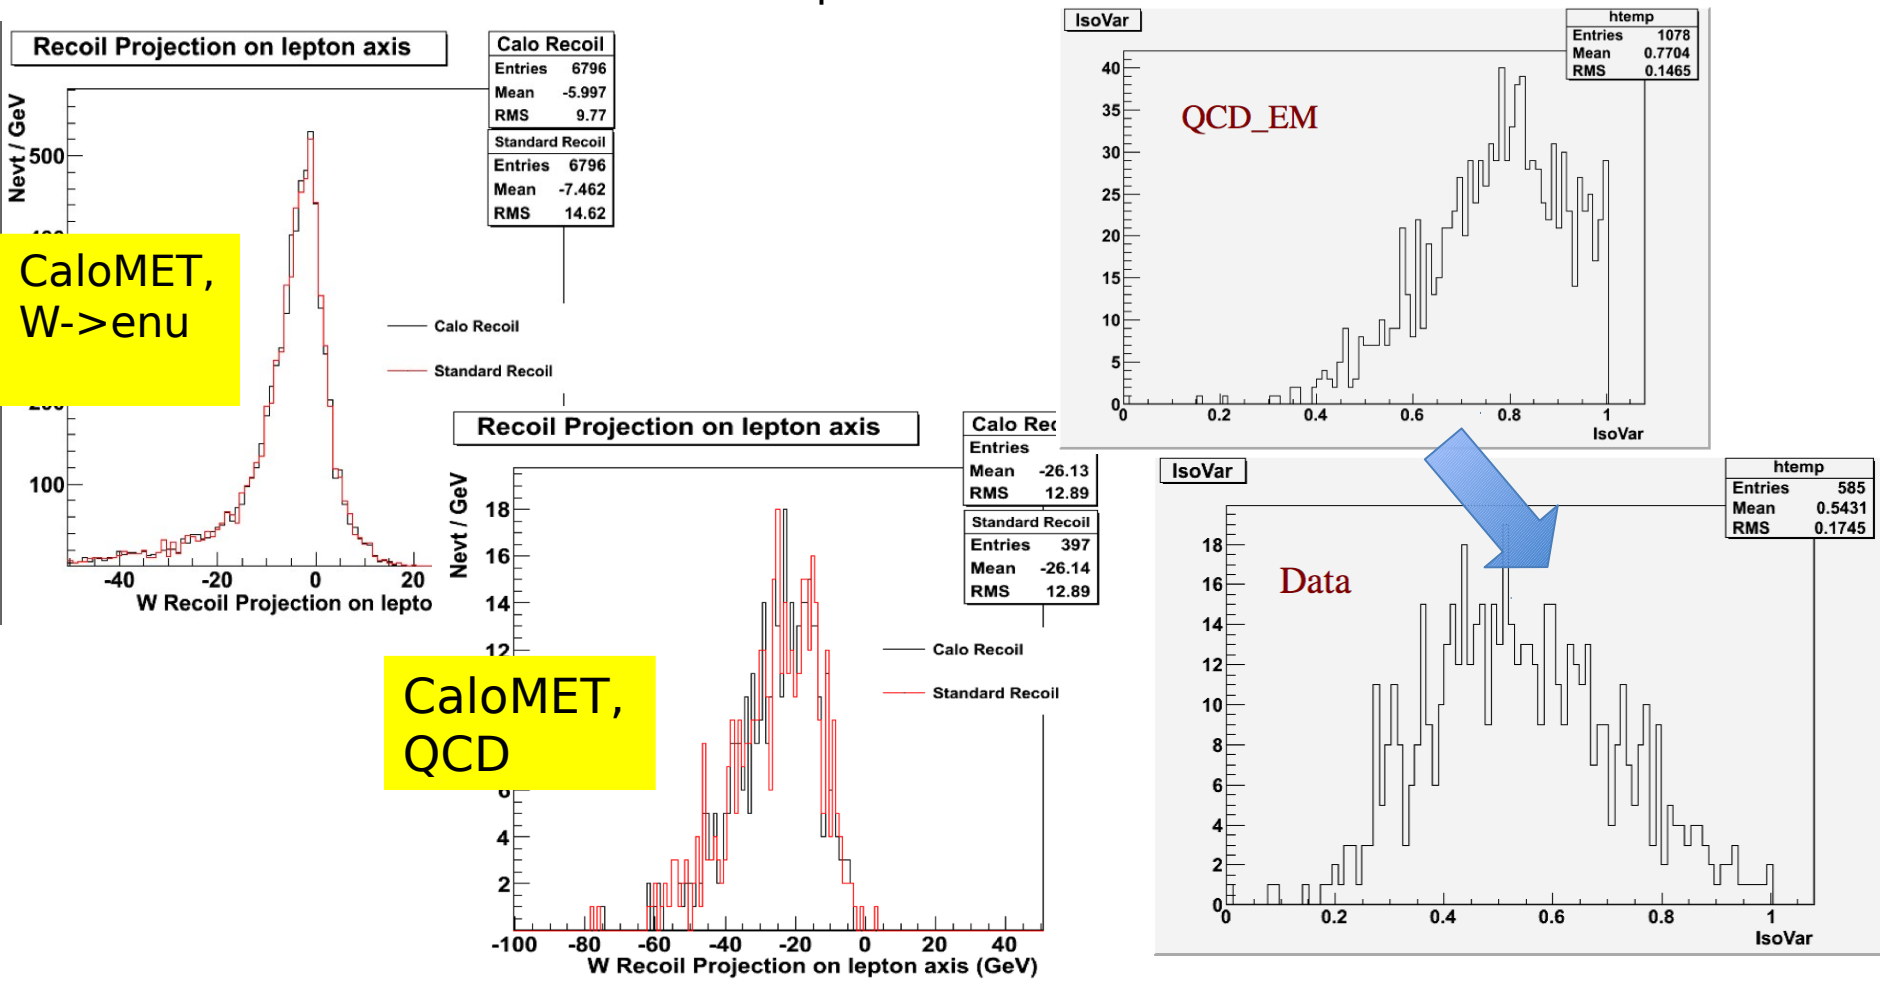 Recoil Projection on lepton axis
Calo Recoil
Entries 6796
Mean -5.997
RMS 9.77
Standard Recoil
Entries 6796
Mean -7.462
RMS 14.62
Nevt / GeV
500
100
CaloMET,
W->enu
Calo Recoil
Standard Recoil
-40 -20 0 20
W Recoil Projection on lepto
IsoVar
htemp
Entries 1078
Mean 0.7704
RMS 0.1465
QCD_EM
40
35
30
25
20
15
10
5
0
0 0.2 0.4 0.6 0.8 1
IsoVar
Recoil Projection on lepton axis
Calo Rec
Entries
Mean -26.13
RMS 12.89
Standard Recoil
Entries 397
Mean -26.14
RMS 12.89
Nevt / GeV
18
16
14
12
6
4
2
CaloMET,
QCD
Calo Recoil
Standard Recoil
-100 -80 -60 -40 -20 0 20 40
W Recoil Projection on lepton axis (GeV)
IsoVar
htemp
Entries 585
Mean 0.5431
RMS 0.1745
Data
18
16
14
12
10
8
6
4
2
0
0 0.2 0.4 0.6 0.8 1
IsoVar